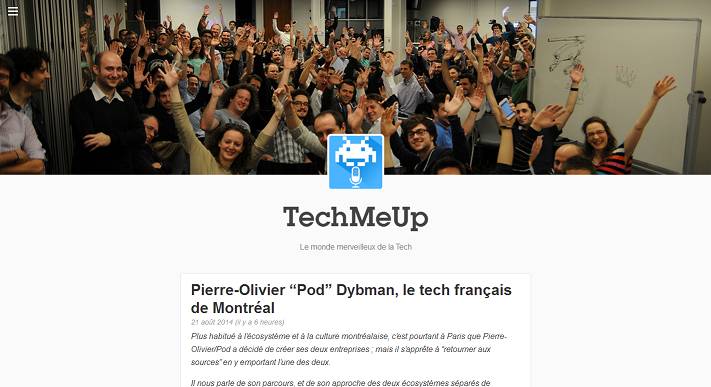 TechMeUp
Le monde merveilleux de la Tech
Pierre-Olivier “Pod” Dybman, le tech français
de Montréal
21 août 2014 (il y a 6 heures)
Plus habitué à l'écosystème et à la culture montréalaise, c'est pourtant à Paris que Pierre-
Olivier/Pod a décidé de créer ses deux entreprises ; mais il s'apprête à “retourner aux
sources” en y emportant l'une des deux.
Il nous parle de son parcours, et de son approche des deux écosystèmes séparés de